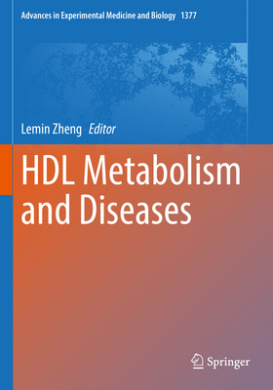 Advances in Experimental Medicine and Biology 1377
Lemin Zheng Editor
HDL Metabolism
and Diseases
Springer